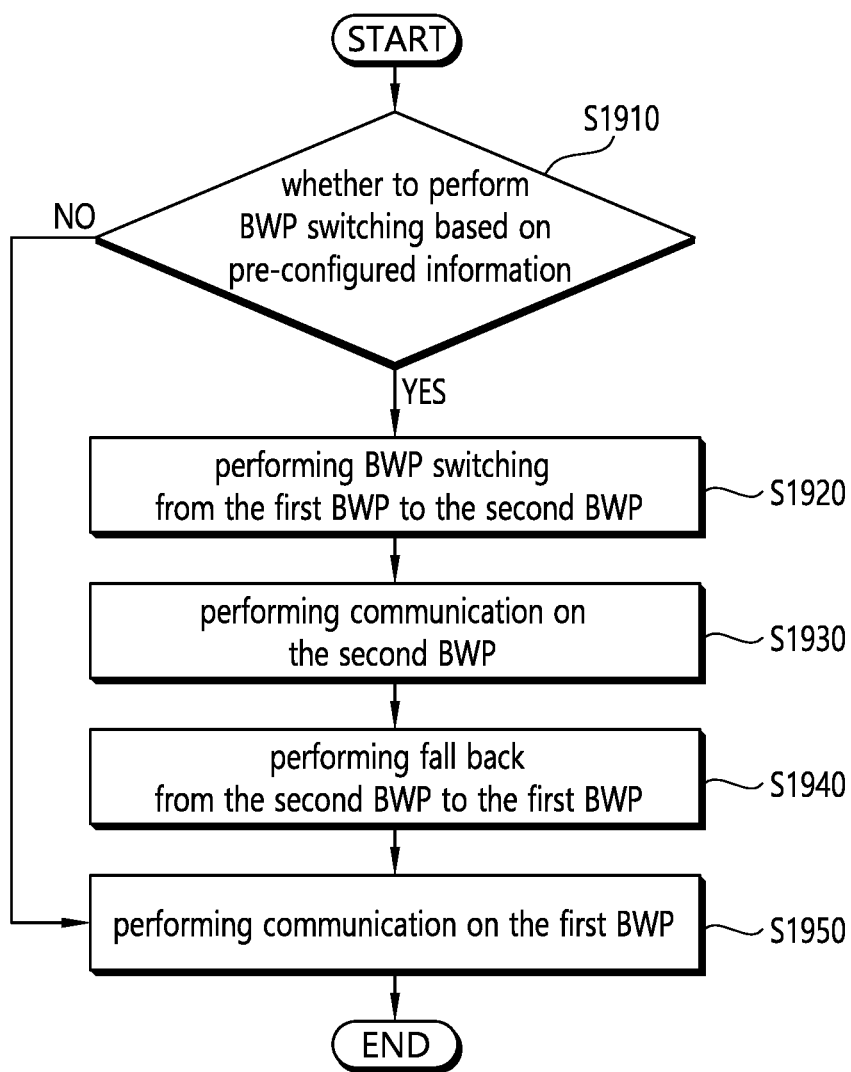 START
S1910
whether to perform
BWP switching based on
pre-configured information
NO
YES
performing BWP switching
from the first BWP to the second BWP
S1920
performing communication on
the second BWP
S1930
performing fall back
from the second BWP to the first BWP
S1940
performing communication on the first BWP
S1950
END